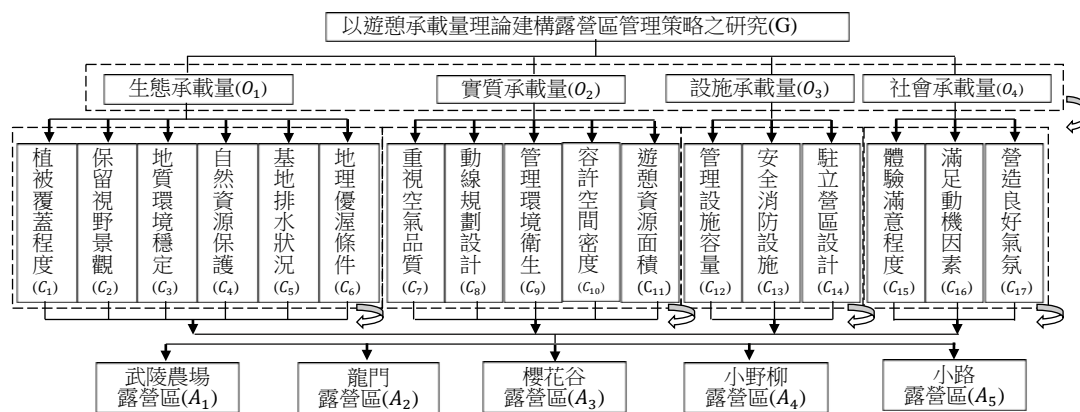 以遊憩承載量理論建構露營區管理策略之研究(G)
生態承載量(O₁)
實質承載量(O₂)
設施承載量(O₃)
社會承載量(O₄)
植被覆蓋程度(C₁)
保留視野景觀(C₂)
地質環境穩定(C₃)
自然資源保護(C₄)
基地排水狀況(C₅)
地理優渥條件(C₆)
重視空氣品質(C₇)
動線規劃設計(C₈)
管理環境衛生(C₉)
容許空間密度(C₁₀)
遊憩資源面積(C₁₁)
管理設施容量(C₁₂)
安全消防設施(C₁₃)
駐立營區設計(C₁₄)
體驗滿意程度(C₁₅)
滿足動機因素(C₁₆)
營造良好氣氛(C₁₇)
武陵農場
露營區(A₁)
龍門
露營區(A₂)
櫻花谷
露營區(A₃)
小野柳
露營區(A₄)
小路
露營區(A₅)